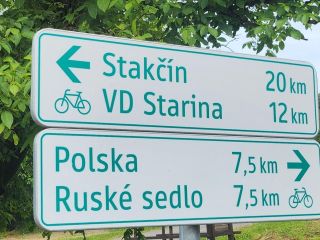 Stakčín 20 km
VD Starina 12 km
Polska 7,5 km
Ruské sedlo 7,5 km